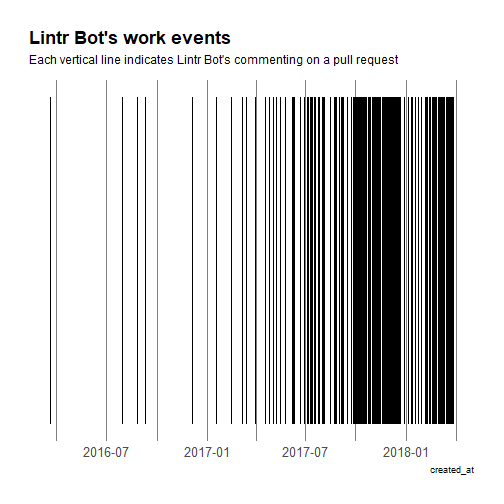 Lintr Bot's work events
Each vertical line indicates Lintr Bot's commenting on a pull request
2016-07 2017-01 2017-07 2018-01
created_at